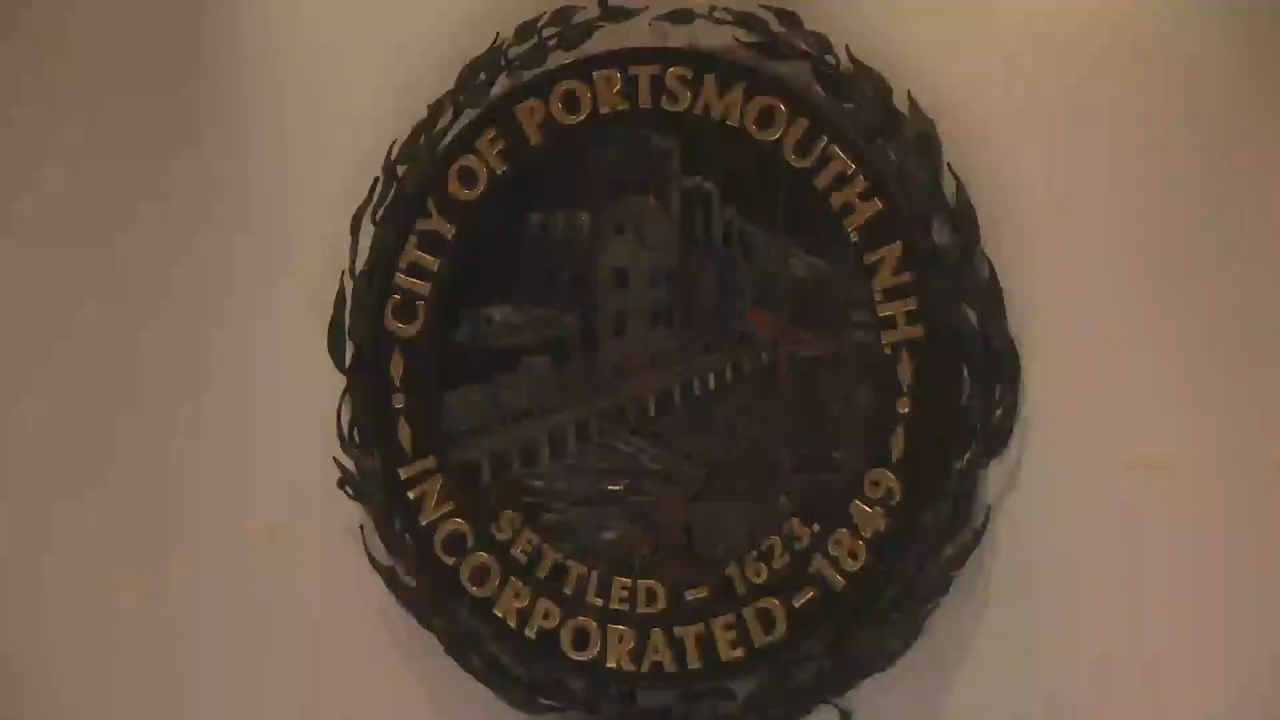 CITY OF PORTSMOUTH. N.H.
SETTLED – 1623.
INCORPORATED – 1849